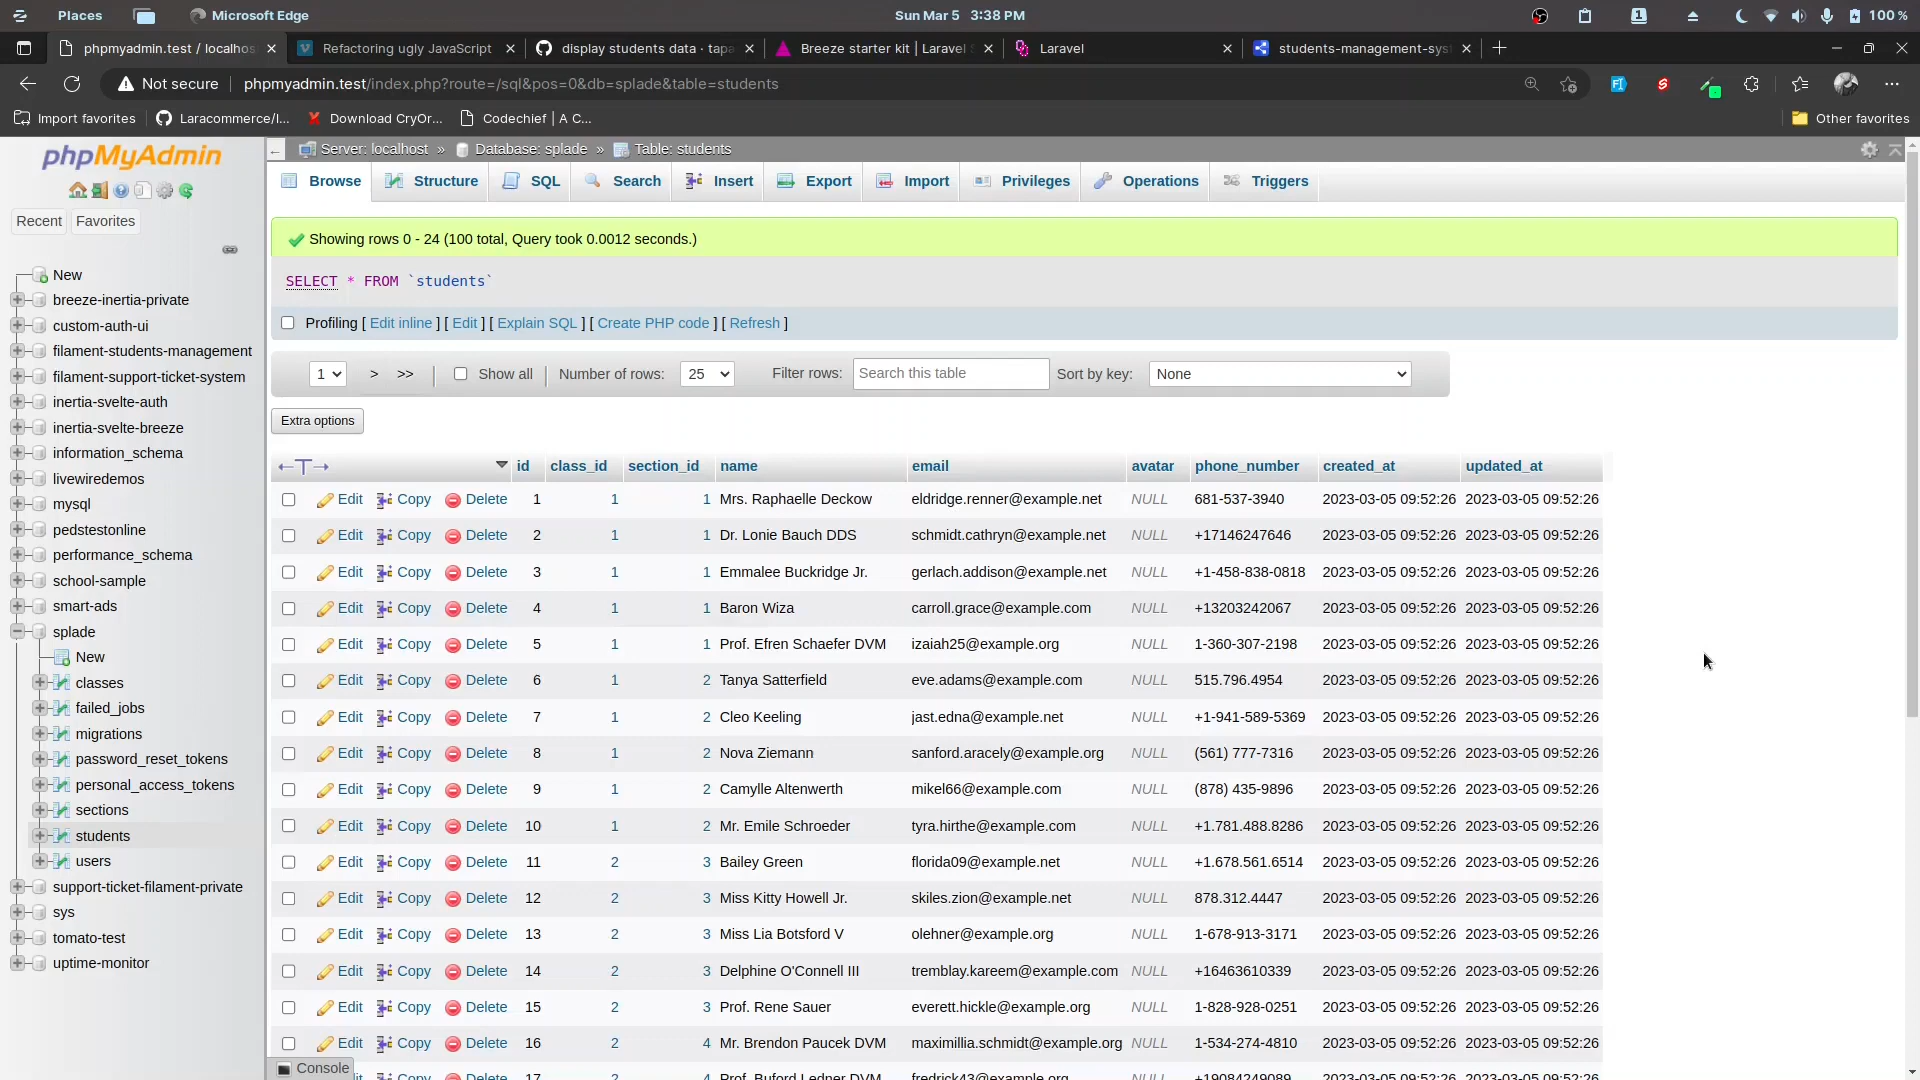 Places
Microsoft Edge
Sun Mar 5 3:38 PM
1
100 %
phpmyadmin.test / localhos
Refactoring ugly JavaScript
display students data · tapa
Breeze starter kit | Laravel S
Laravel
students-management-sys
Not secure
phpmyadmin.test/index.php?route=/sql&pos=0&db=splade&table=students
Import favorites
Laracommerce/l...
Download CryOr...
Codechief | A C...
Other favorites
phpMyAdmin
Recent
Favorites
New
breeze-inertia-private
custom-auth-ui
filament-students-management
filament-support-ticket-system
inertia-svelte-auth
inertia-svelte-breeze
information_schema
livewiredemos
mysql
pedstestonline
performance_schema
school-sample
smart-ads
splade
New
classes
failed_jobs
migrations
password_reset_tokens
personal_access_tokens
sections
students
users
support-ticket-filament-private
sys
tomato-test
uptime-monitor
Server: localhost » Database: splade » Table: students
Browse Structure SQL Search Insert Export Import Privileges Operations Triggers
Showing rows 0 - 24 (100 total, Query took 0.0012 seconds.)
SELECT * FROM `students`
Profiling [ Edit inline ] [ Edit ] [ Explain SQL ] [ Create PHP code ] [ Refresh ]
1 > >> | Show all | Number of rows: 25 Filter rows: Search this table Sort by key: None
Extra options
←T→ id class_id section_id name email avatar phone_number created_at updated_at
Edit Copy Delete 1 1 1 Mrs. Raphaelle Deckow eldridge.renner@example.net NULL 681-537-3940 2023-03-05 09:52:26 2023-03-05 09:52:26
Edit Copy Delete 2 1 1 Dr. Lonie Bauch DDS schmidt.cathryn@example.net NULL +17146247646 2023-03-05 09:52:26 2023-03-05 09:52:26
Edit Copy Delete 3 1 1 Emmalee Buckridge Jr. gerlach.addison@example.net NULL +1-458-838-0818 2023-03-05 09:52:26 2023-03-05 09:52:26
Edit Copy Delete 4 1 1 Baron Wiza carroll.grace@example.com NULL +13203242067 2023-03-05 09:52:26 2023-03-05 09:52:26
Edit Copy Delete 5 1 1 Prof. Efren Schaefer DVM izaiah25@example.org NULL 1-360-307-2198 2023-03-05 09:52:26 2023-03-05 09:52:26
Edit Copy Delete 6 1 2 Tanya Satterfield eve.adams@example.com NULL 515.796.4954 2023-03-05 09:52:26 2023-03-05 09:52:26
Edit Copy Delete 7 1 2 Cleo Keeling jast.edna@example.net NULL +1-941-589-5369 2023-03-05 09:52:26 2023-03-05 09:52:26
Edit Copy Delete 8 1 2 Nova Ziemann sanford.aracely@example.org NULL (561) 777-7316 2023-03-05 09:52:26 2023-03-05 09:52:26
Edit Copy Delete 9 1 2 Camylle Altenwerth mikel66@example.com NULL (878) 435-9896 2023-03-05 09:52:26 2023-03-05 09:52:26
Edit Copy Delete 10 1 2 Mr. Emile Schroeder tyra.hirthe@example.com NULL +1.781.488.8286 2023-03-05 09:52:26 2023-03-05 09:52:26
Edit Copy Delete 11 2 3 Bailey Green florida09@example.net NULL +1.678.561.6514 2023-03-05 09:52:26 2023-03-05 09:52:26
Edit Copy Delete 12 2 3 Miss Kitty Howell Jr. skiles.zion@example.net NULL 878.312.4447 2023-03-05 09:52:26 2023-03-05 09:52:26
Edit Copy Delete 13 2 3 Miss Lia Botsford V olehner@example.org NULL 1-678-913-3171 2023-03-05 09:52:26 2023-03-05 09:52:26
Edit Copy Delete 14 2 3 Delphine O'Connell III tremblay.kareem@example.com NULL +16463610339 2023-03-05 09:52:26 2023-03-05 09:52:26
Edit Copy Delete 15 2 3 Prof. Rene Sauer everett.hickle@example.org NULL 1-828-928-0251 2023-03-05 09:52:26 2023-03-05 09:52:26
Edit Copy Delete 16 2 4 Mr. Brendon Paucek DVM maximillia.schmidt@example.org NULL 1-534-274-4810 2023-03-05 09:52:26 2023-03-05 09:52:26
Copy Delete 17 2 4 Prof. Buford Ledner DVM fredrick43@example.org NULL +19084249089 2023-03-05 09:52:26 2023-03-05 09:52:26
Console